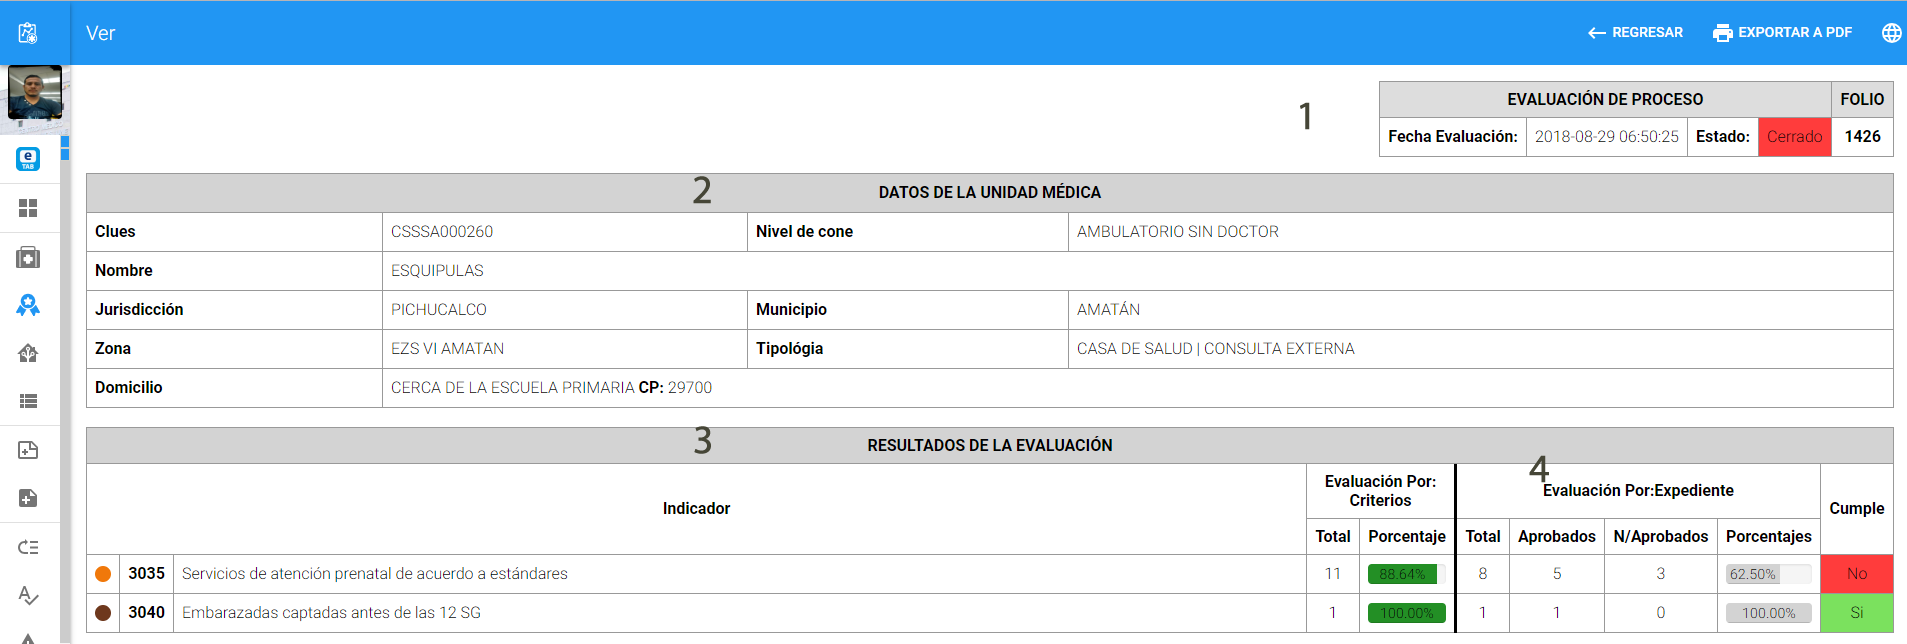 Ver
REGRESAR
EXPORTAR A PDF
e
TAB
1
EVALUACIÓN DE PROCESO FOLIO
Fecha Evaluación: 2018-08-29 06:50:25 Estado: Cerrado 1426
2
DATOS DE LA UNIDAD MÉDICA
Clues CSSSA000260 Nivel de cone AMBULATORIO SIN DOCTOR
Nombre ESQUIPULAS
Jurisdicción PICHUCALCO Municipio AMATÁN
Zona EZS VI AMATAN Tipológia CASA DE SALUD | CONSULTA EXTERNA
Domicilio CERCA DE LA ESCUELA PRIMARIA CP: 29700
3
RESULTADOS DE LA EVALUACIÓN
4
Indicador
Evaluación Por:
Criterios
Evaluación Por:Expediente
Cumple
Total Porcentaje Total Aprobados N/Aprobados Porcentajes
3035 Servicios de atención prenatal de acuerdo a estándares 11 88.64% 8 5 3 62.50% No
3040 Embarazadas captadas antes de las 12 SG 1 100.00% 1 1 0 100.00% Si